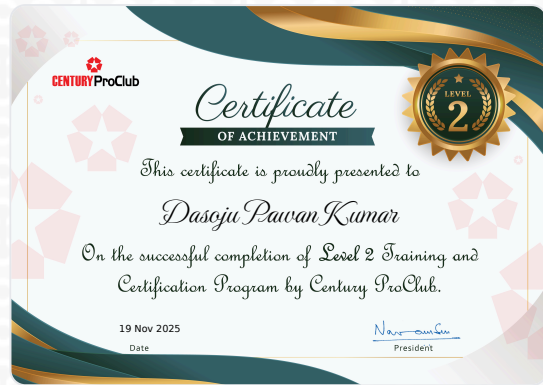 CENTURY ProClub
Certificate
OF ACHIEVEMENT
LEVEL
2
This certificate is proudly presented to
Dasoju Pawan Kumar
On the successful completion of Level 2 Training and
Certification Program by Century ProClub.
19 Nov 2025
Date
President